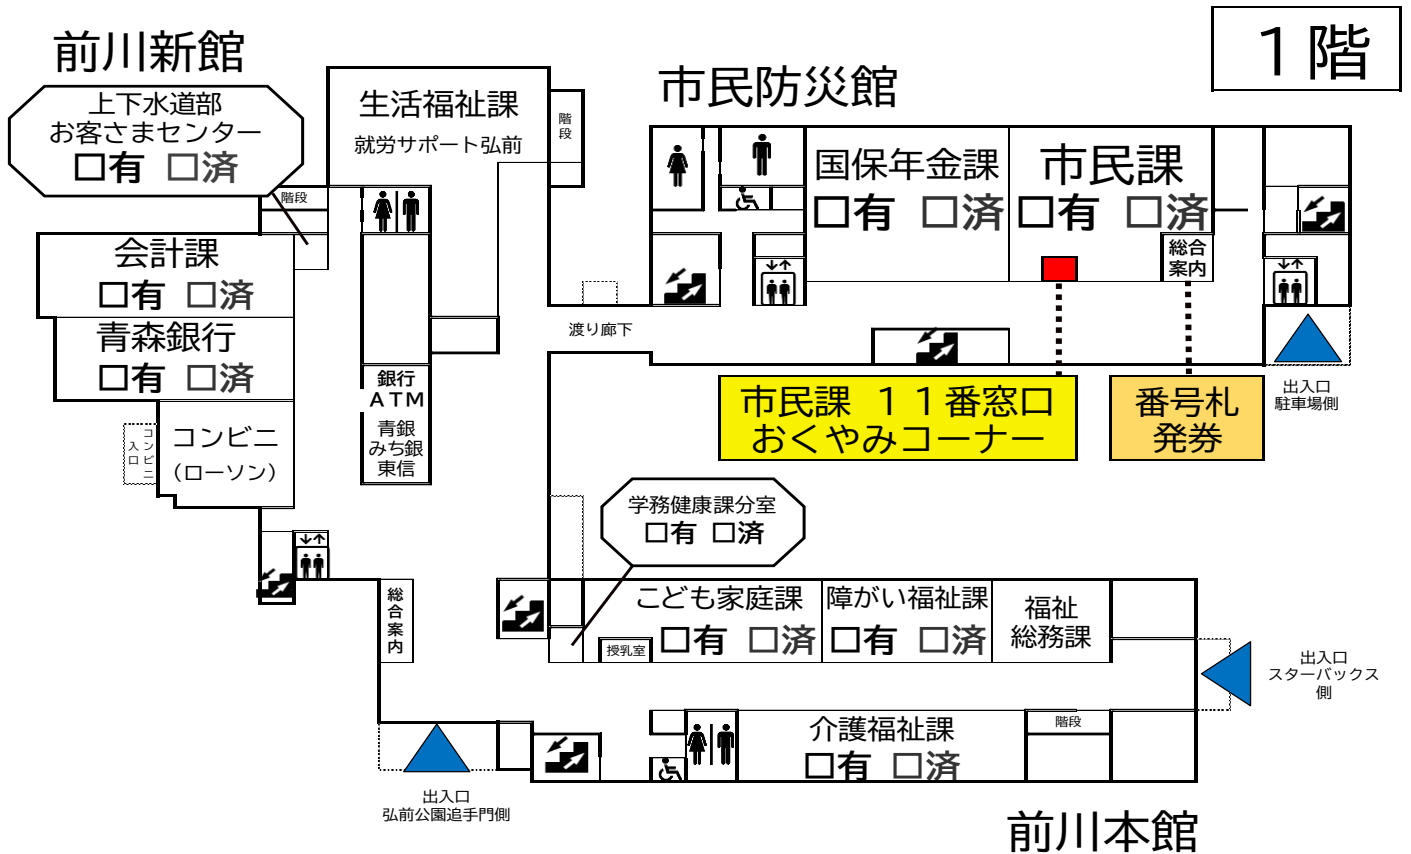 １階
前川新館
市民防災館
上下水道部
お客さまセンター
□有 □済
生活福祉課
就労サポート弘前
階段
階段
国保年金課
□有 □済
市民課
□有 □済
総合
案内
会計課
□有 □済
青森銀行
□有 □済
渡り廊下
銀行
ＡＴＭ
青銀
みち銀
東信
市民課 １１番窓口
おくやみコーナー
番号札
発券
出入口
駐車場側
コンビニ
入口
コンビニ
（ローソン）
学務健康課分室
□有 □済
総合案内
こども家庭課
□有 □済
障がい福祉課
□有 □済
福祉
総務課
授乳室
出入口
スターバックス
側
介護福祉課
□有 □済
階段
出入口
弘前公園追手門側
前川本館